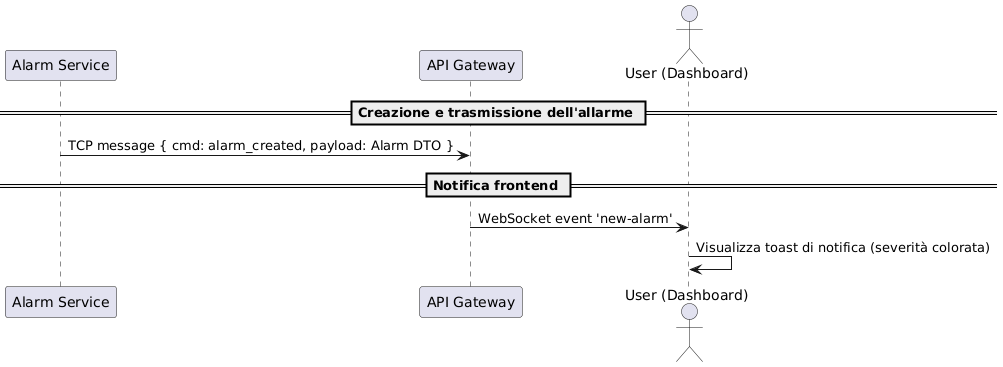 User (Dashboard)
Alarm Service
API Gateway
Creazione e trasmissione dell'allarme
TCP message { cmd: alarm_created, payload: Alarm DTO }
Notifica frontend
WebSocket event 'new-alarm'
Visualizza toast di notifica (severità colorata)
Alarm Service
API Gateway
User (Dashboard)